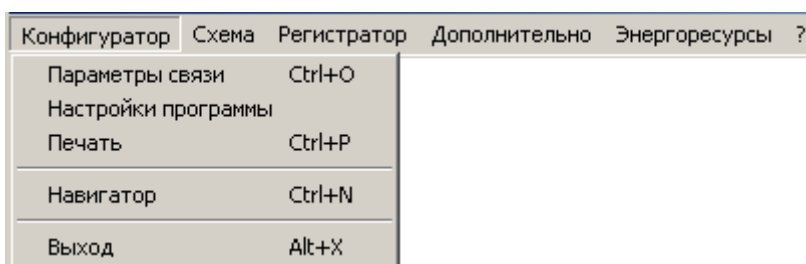 Конфигуратор Схема Регистратор Дополнительно Энергоресурсы ?
Параметры связи Ctrl+O
Настройки программы
Печать Ctrl+P
Навигатор Ctrl+N
Выход Alt+X